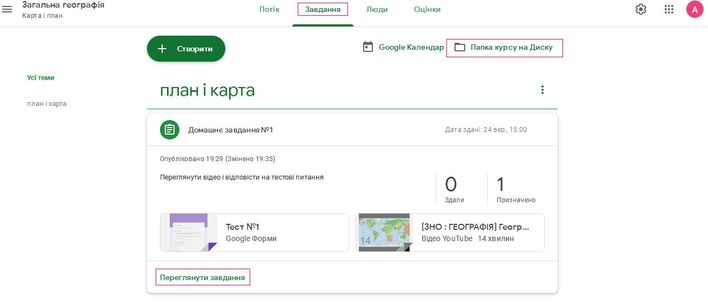 Загальна географія
Карта і план
Потік
Завдання
Люди
Оцінки
A
Створити
Google Календар
Папка курсу на Диску
Усі теми
план і карта
план і карта
Домашнє завдання №1
Дата здачі: 24 вер., 15:00
Опубліковано 19:29 (Змінено 19:35)
Переглянути відео і відповісти на тестові питання
0
Здали
1
Призначено
Тест №1
Google Форми
14
[ЗНО : ГЕОГРАФІЯ] Геогр...
Відео YouTube 14 хвилин
Переглянути завдання